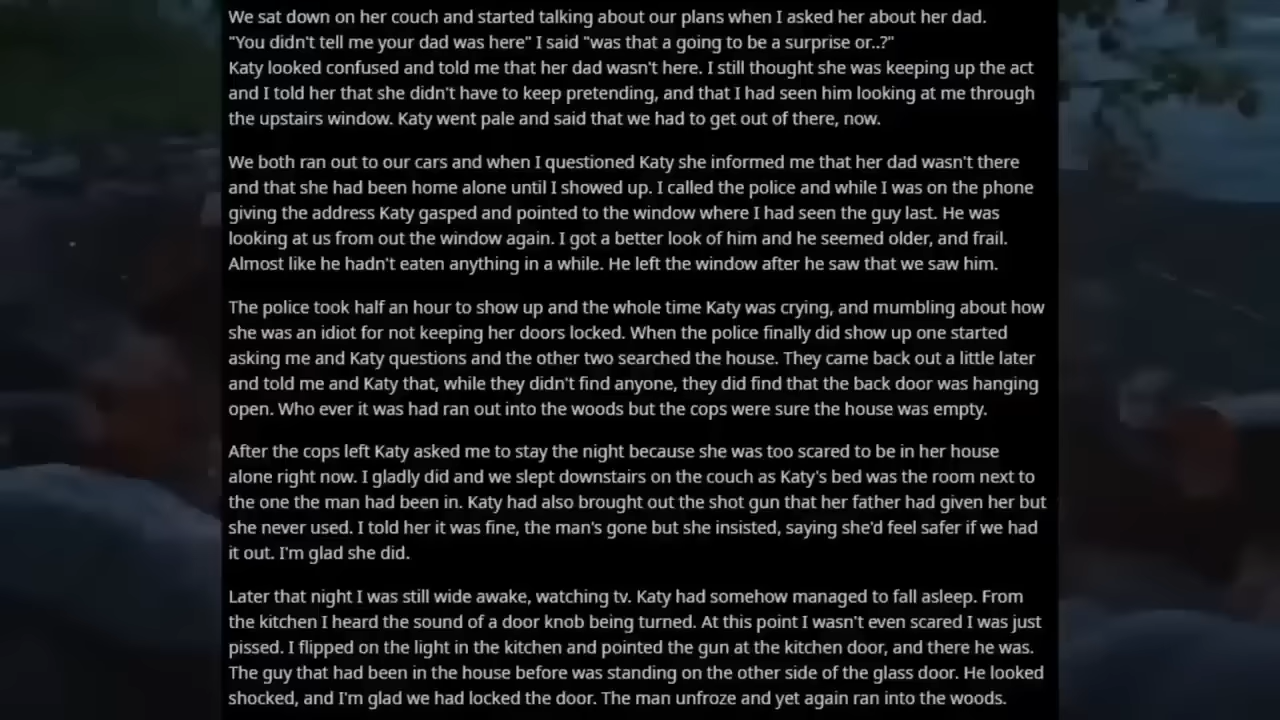 We sat down on her couch and started talking about our plans when I asked her about her dad.
"You didn't tell me your dad was here" I said "was that a going to be a surprise or..?"
Katy looked confused and told me that her dad wasn't here. I still thought she was keeping up the act
and I told her that she didn't have to keep pretending, and that I had seen him looking at me through
the upstairs window. Katy went pale and said that we had to get out of there, now.
We both ran out to our cars and when I questioned Katy she informed me that her dad wasn't there
and that she had been home alone until I showed up. I called the police and while I was on the phone
giving the address Katy gasped and pointed to the window where I had seen the guy last. He was
looking at us from out the window again. I got a better look of him and he seemed older, and frail.
Almost like he hadn't eaten anything in a while. He left the window after he saw that we saw him.
The police took half an hour to show up and the whole time Katy was crying, and mumbling about how
she was an idiot for not keeping her doors locked. When the police finally did show up one started
asking me and Katy questions and the other two searched the house. They came back out a little later
and told me and Katy that, while they didn't find anyone, they did find that the back door was hanging
open. Who ever it was had ran out into the woods but the cops were sure the house was empty.
After the cops left Katy asked me to stay the night because she was too scared to be in her house
alone right now. I gladly did and we slept downstairs on the couch as Katy's bed was the room next to
the one the man had been in. Katy had also brought out the shot gun that her father had given her but
she never used. I told her it was fine, the man's gone but she insisted, saying she'd feel safer if we had
it out. I'm glad she did.
Later that night I was still wide awake, watching tv. Katy had somehow managed to fall asleep. From
the kitchen I heard the sound of a door knob being turned. At this point I wasn't even scared I was just
pissed. I flipped on the light in the kitchen and pointed the gun at the kitchen door, and there he was.
The guy that had been in the house before was standing on the other side of the glass door. He looked
shocked, and I'm glad we had locked the door. The man unfroze and yet again ran into the woods.